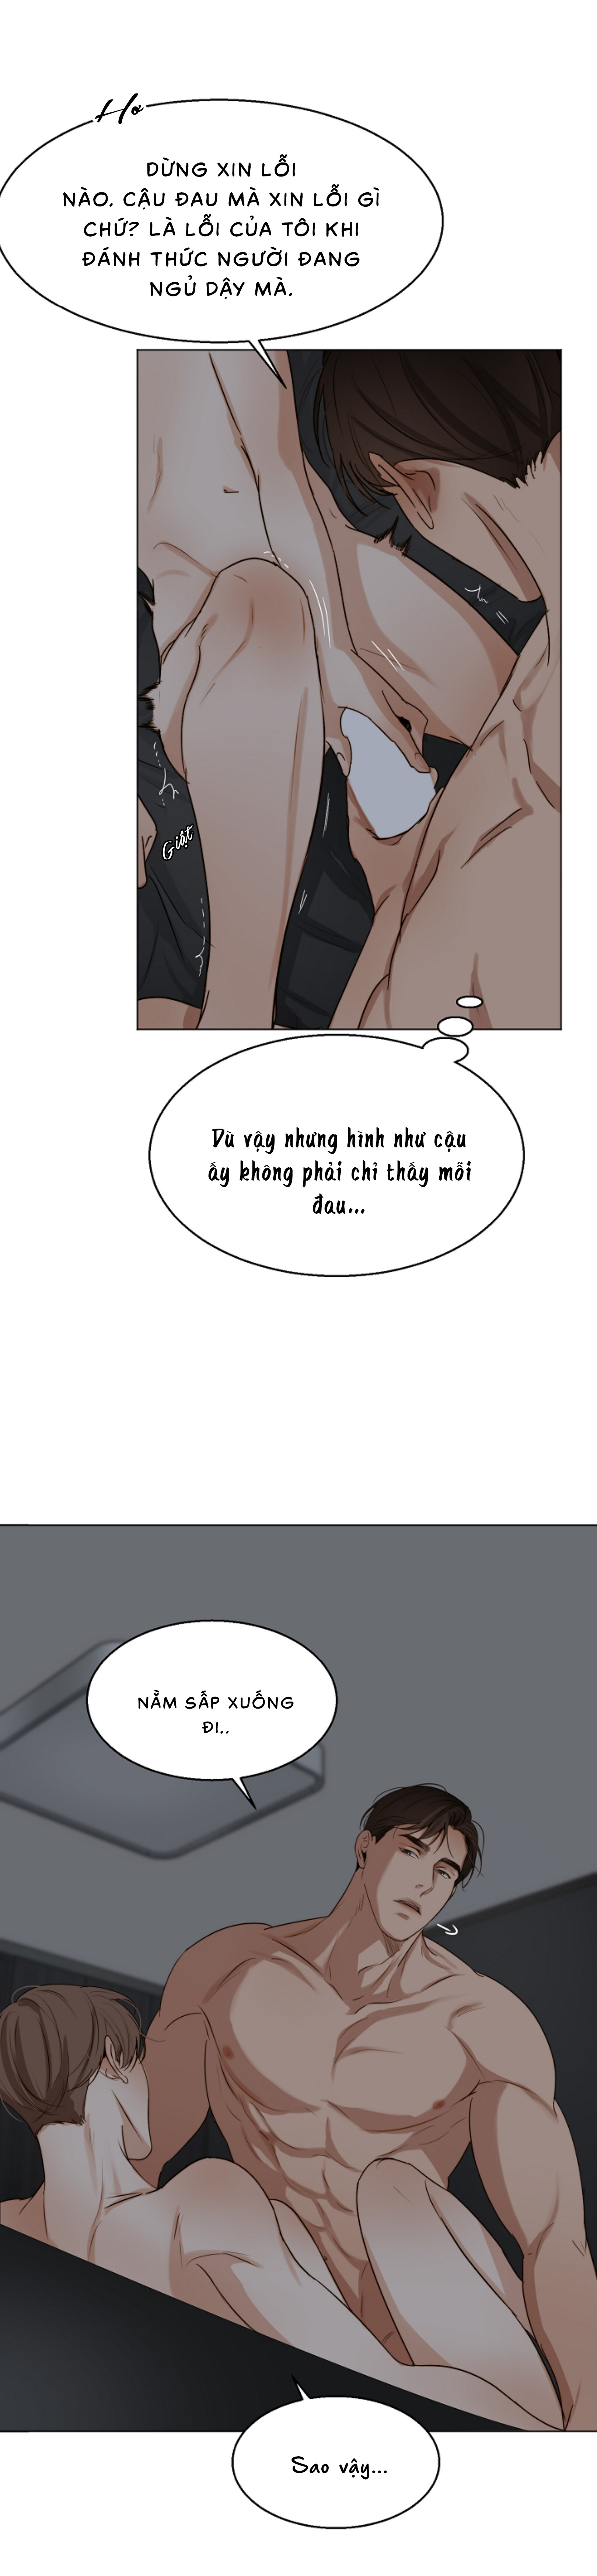 Hơ
DỪNG XIN LỖI
NÀO. CẬU ĐAU MÀ XIN LỖI GÌ
CHỨ? LÀ LỖI CỦA TÔI KHI
ĐÁNH THỨC NGƯỜI ĐANG
NGỦ DẬY MÀ.
Giật
Dù vậy nhưng hình như cậu
ấy không phải chỉ thấy mỗi
đau...
NẰM SẤP XUỐNG
ĐI..
Sao vậy...